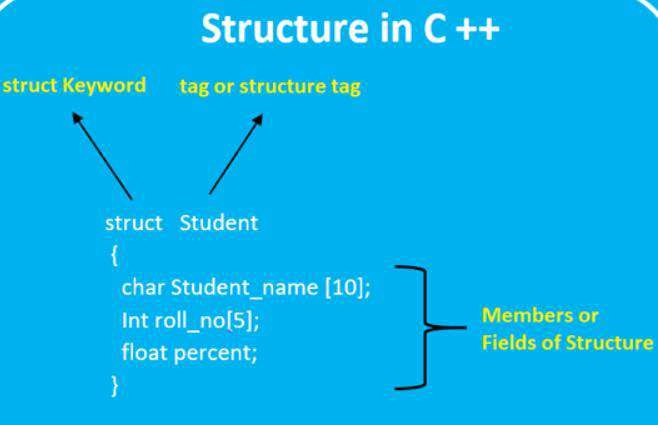 Structure in C ++
struct Keyword tag or structure tag
struct Student
{
char Student_name [10];
Int roll_no[5];
float percent;
}
Members or
Fields of Structure